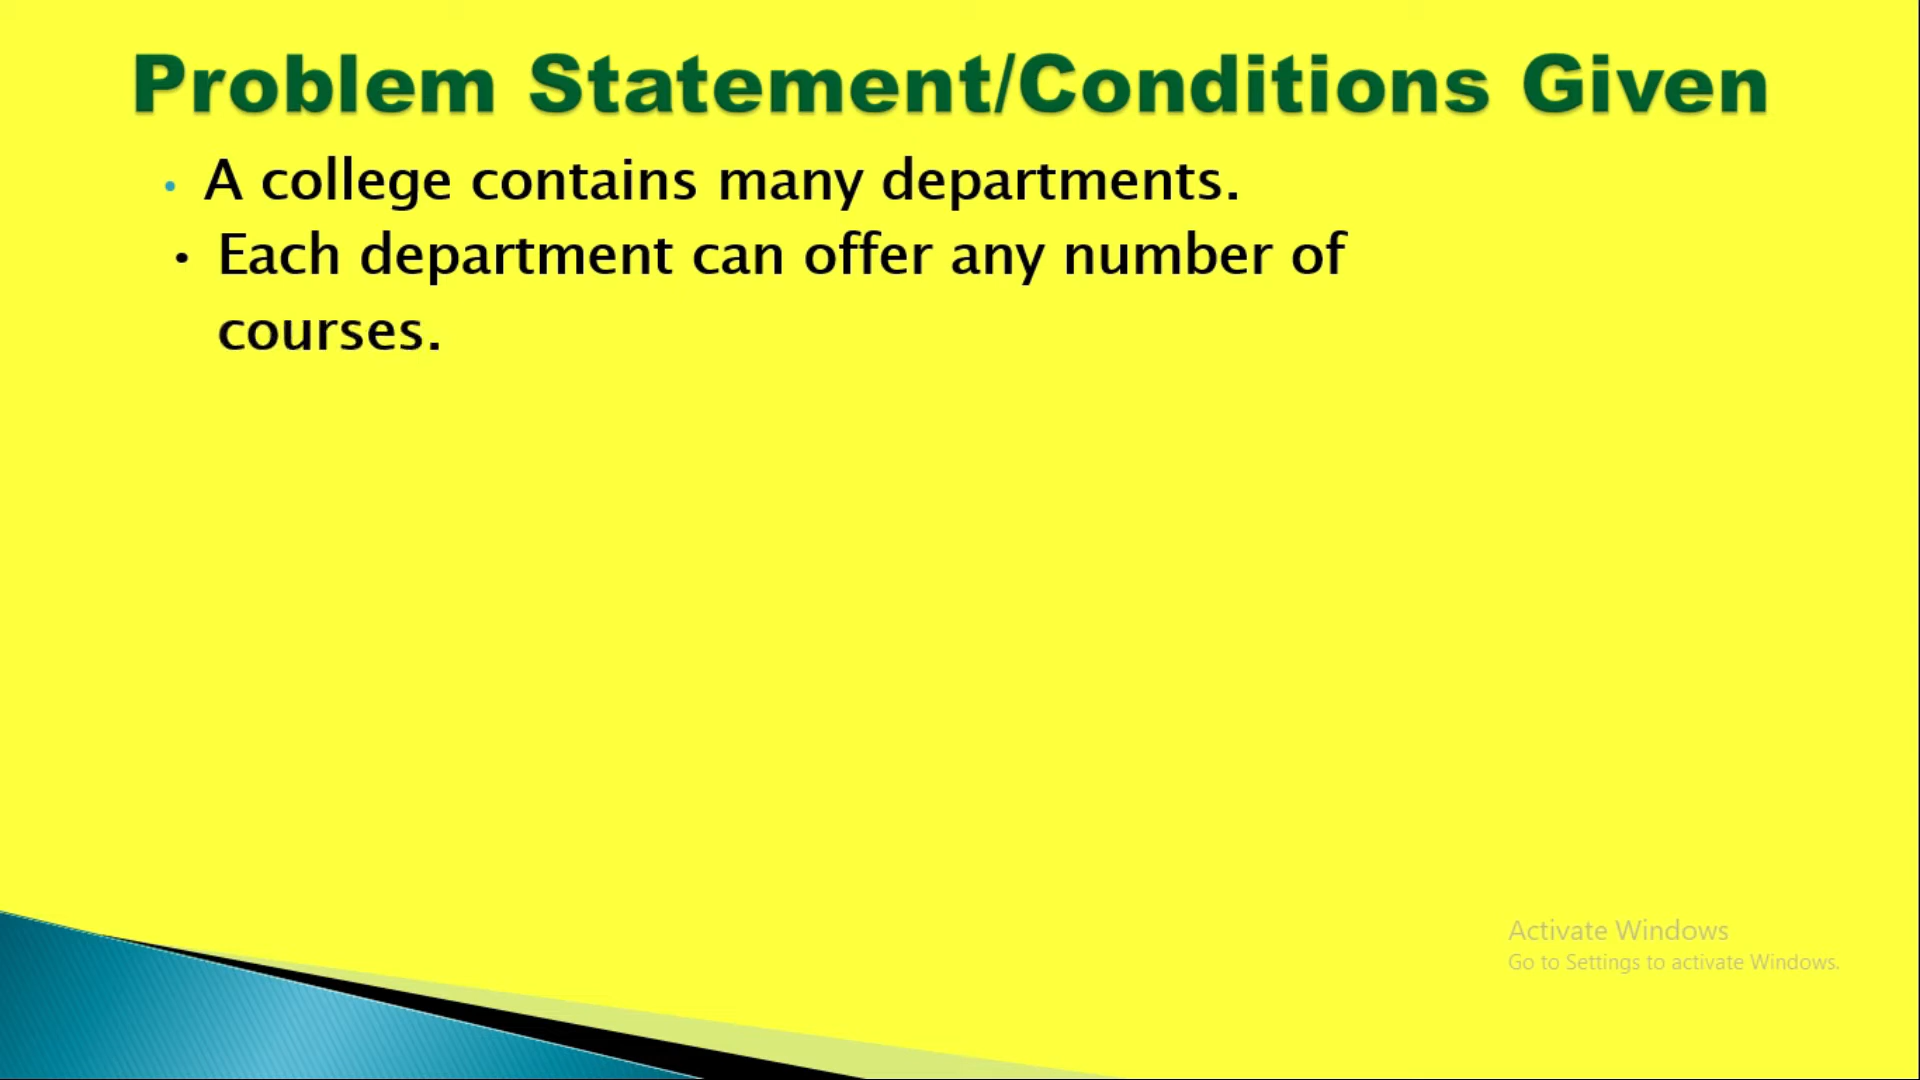 Problem Statement/Conditions Given
• A college contains many departments.
• Each department can offer any number of
courses.
Activate Windows
Go to Settings to activate Windows.